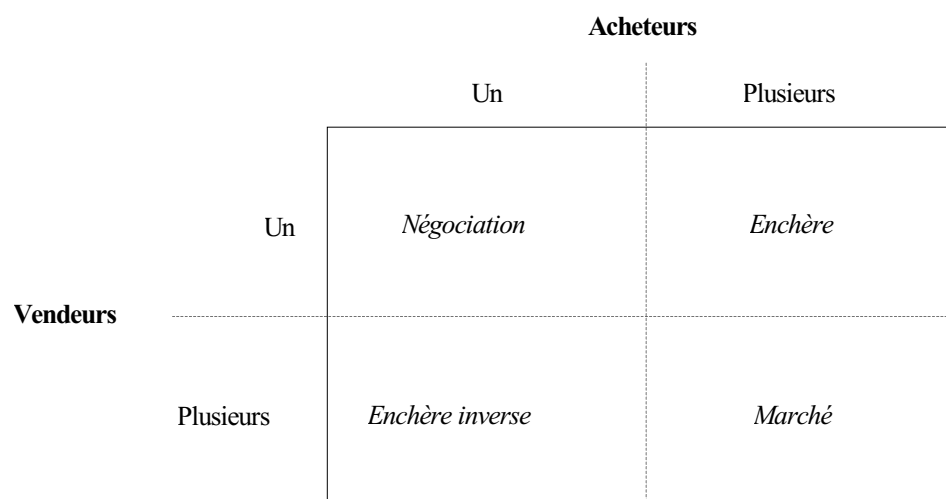 Acheteurs
Un Plusieurs
Un Négociation Enchère
Vendeurs
Plusieurs Enchère inverse Marché